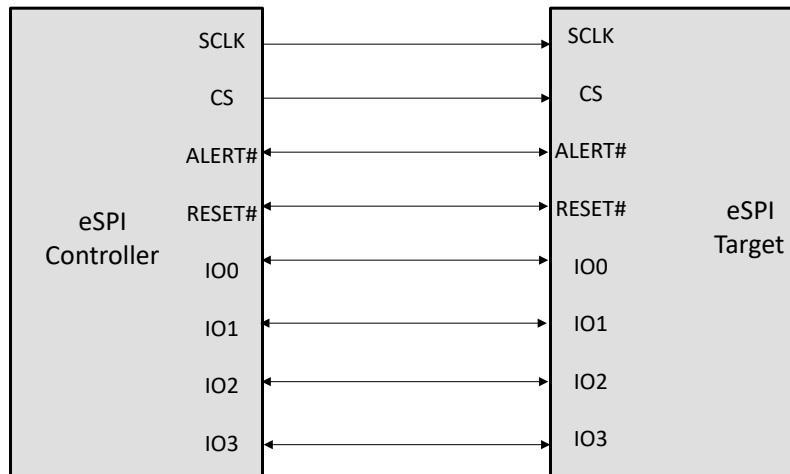 SCLK
SCLK
CS
CS
ALERT#
ALERT#
eSPI
Controller
RESET#
RESET#
eSPI
Target
IO0
IO0
IO1
IO1
IO2
IO2
IO3
IO3